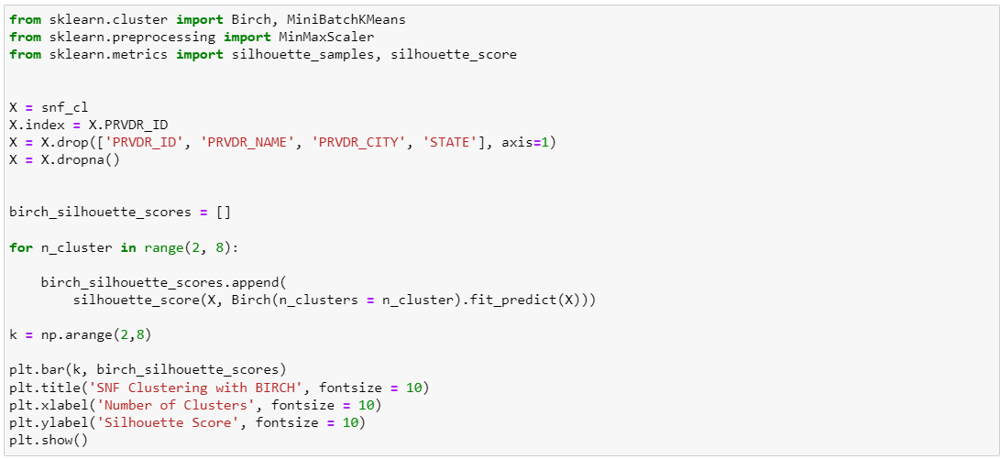 from sklearn.cluster import Birch, MiniBatchKMeans
from sklearn.preprocessing import MinMaxScaler
from sklearn.metrics import silhouette_samples, silhouette_score
X = snf_cl
X.index = X.PRVDR_ID
X = X.drop(['PRVDR_ID', 'PRVDR_NAME', 'PRVDR_CITY', 'STATE'], axis=1)
X = X.dropna()
birch_silhouette_scores = []
for n_cluster in range(2, 8):
    birch_silhouette_scores.append(
        silhouette_score(X, Birch(n_clusters = n_cluster).fit_predict(X)))
k = np.arange(2,8)
plt.bar(k, birch_silhouette_scores)
plt.title('SNF Clustering with BIRCH', fontsize = 10)
plt.xlabel('Number of Clusters', fontsize = 10)
plt.ylabel('Silhouette Score', fontsize = 10)
plt.show()